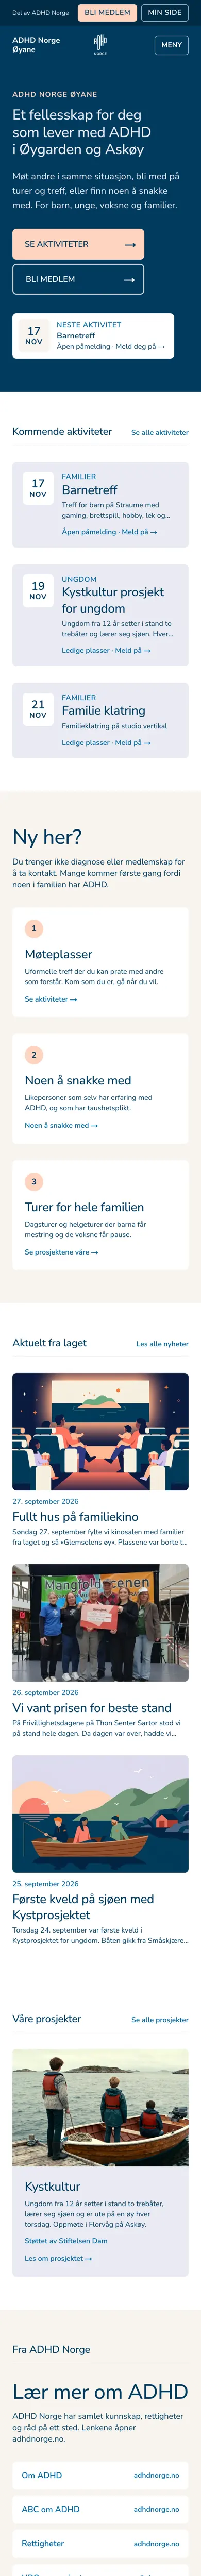 Del av ADHD Norge
BLI MEDLEM
MIN SIDE
ADHD Norge
Øyane
NORGE
MENY
ADHD NORGE ØYANE
Et fellesskap for deg
som lever med ADHD
i Øygarden og Askøy
Møt andre i samme situasjon, bli med på
turer og treff, eller finn noen å snakke
med. For barn, unge, voksne og familier.
SE AKTIVITETER →
BLI MEDLEM →
17
NOV
NESTE AKTIVITET
Barnetreff
Åpen påmelding · Meld deg på →
Kommende aktiviteter
Se alle aktiviteter
17
NOV
FAMILIER
Barnetreff
Treff for barn på Straume med
gaming, brettspill, hobby, lek og...
Åpen påmelding · Meld på →
19
NOV
UNGDOM
Kystkultur prosjekt
for ungdom
Ungdom fra 12 år setter i stand to
trebåter og lærer seg sjøen. Hver...
Ledige plasser · Meld på →
21
NOV
FAMILIER
Familie klatring
Familieklatring på studio vertikal
Ledige plasser · Meld på →
Ny her?
Du trenger ikke diagnose eller medlemskap for
å ta kontakt. Mange kommer første gang fordi
noen i familien har ADHD.
1
Møteplasser
Uformelle treff der du kan prate med andre
som forstår. Kom som du er, gå når du vil.
Se aktiviteter →
2
Noen å snakke med
Likepersoner som selv har erfaring med
ADHD, og som har taushetsplikt.
Noen å snakke med →
3
Turer for hele familien
Dagsturer og helgeturer der barna får
mestring og de voksne får pause.
Se prosjektene våre →
Aktuelt fra laget
Les alle nyheter
27. september 2026
Fullt hus på familiekino
Søndag 27. september fylte vi kinosalen med familier
fra laget og så «Glemselens øy». Plassene var borte t...
Mangfoldscenen
26. september 2026
Vi vant prisen for beste stand
På Frivillighetsdagene på Thon Senter Sartor stod vi
på stand hele dagen. Da dagen var over, hadde vi...
25. september 2026
Første kveld på sjøen med
Kystprosjektet
Torsdag 24. september var første kveld i
Kystprosjektet for ungdom. Båten gikk fra Småskjære...
Våre prosjekter
Se alle prosjekter
Kystkultur
Ungdom fra 12 år setter i stand to trebåter,
lærer seg sjøen og er ute på en øy hver
torsdag. Oppmøte i Florvåg på Askøy.
Støttet av Stiftelsen Dam
Les om prosjektet →
Fra ADHD Norge
Lær mer om ADHD
ADHD Norge har samlet kunnskap, rettigheter
og råd på ett sted. Lenkene åpner
adhdnorge.no.
Om ADHD
adhdnorge.no
ABC om ADHD
adhdnorge.no
Rettigheter
adhdnorge.no